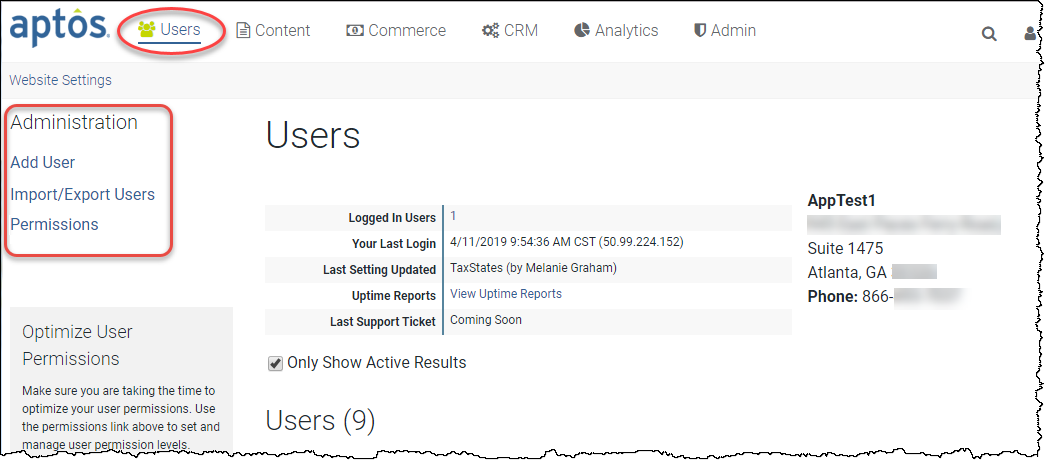 aptos
Users
Content
Commerce
CRM
Analytics
Admin
Website Settings
Administration
Add User
Import/Export Users
Permissions
Optimize User
Permissions
Make sure you are taking the time to
optimize your user permissions. Use
the permissions link above to set and
manage user permission levels.
Users
Logged In Users 1
Your Last Login 4/11/2019 9:54:36 AM CST (50.99.224.152)
Last Setting Updated TaxStates (by Melanie Graham)
Uptime Reports View Uptime Reports
Last Support Ticket Coming Soon
Only Show Active Results
Users (9)
AppTest1
Suite 1475
Atlanta, GA
Phone: 866-